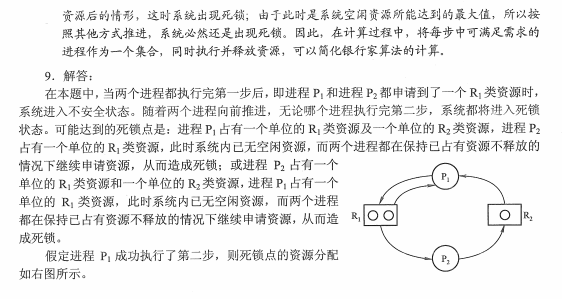 资源后的情形，这时系统出现死锁；由于此时是系统空闲资源所能达到的最大值，所以按
照其他方式推进，系统必然还是出现死锁。因此，在计算过程中，将每步中可满足需求的
进程作为一个集合，同时执行并释放资源，可以简化银行家算法的计算．
9．解答：
在本题中，当两个进程都执行完第一步后，即进程 P1 和进程 P2 都申请到了一个 R1 类资源时，
系统进入不安全状态。随着两个进程向前推进，无论哪个进程执行完第二步，系统都将进入死锁
状态。可能达到的死锁点是：进程 P1 占有一个单位的 R1 类资源及一个单位的 R2 类资源，进程 P2
占有一个单位的 R1 类资源，此时系统内已无空闲资源，而两个进程都在保持已占有资源不释放的
情况下继续申请资源，从而造成死锁；或进程 P2 占有一个
单位的 R1 类资源和一个单位的 R2 类资源，进程 P1 占有一个
单位的 R1 类资源，此时系统内已无空闲资源，而两个进程
都在保持已占有资源不释放的情况下继续申请资源，从而造
成死锁。
假定进程 P1 成功执行了第二步，则死锁点的资源分配
如右图所示。
P1
R1
R2
P2